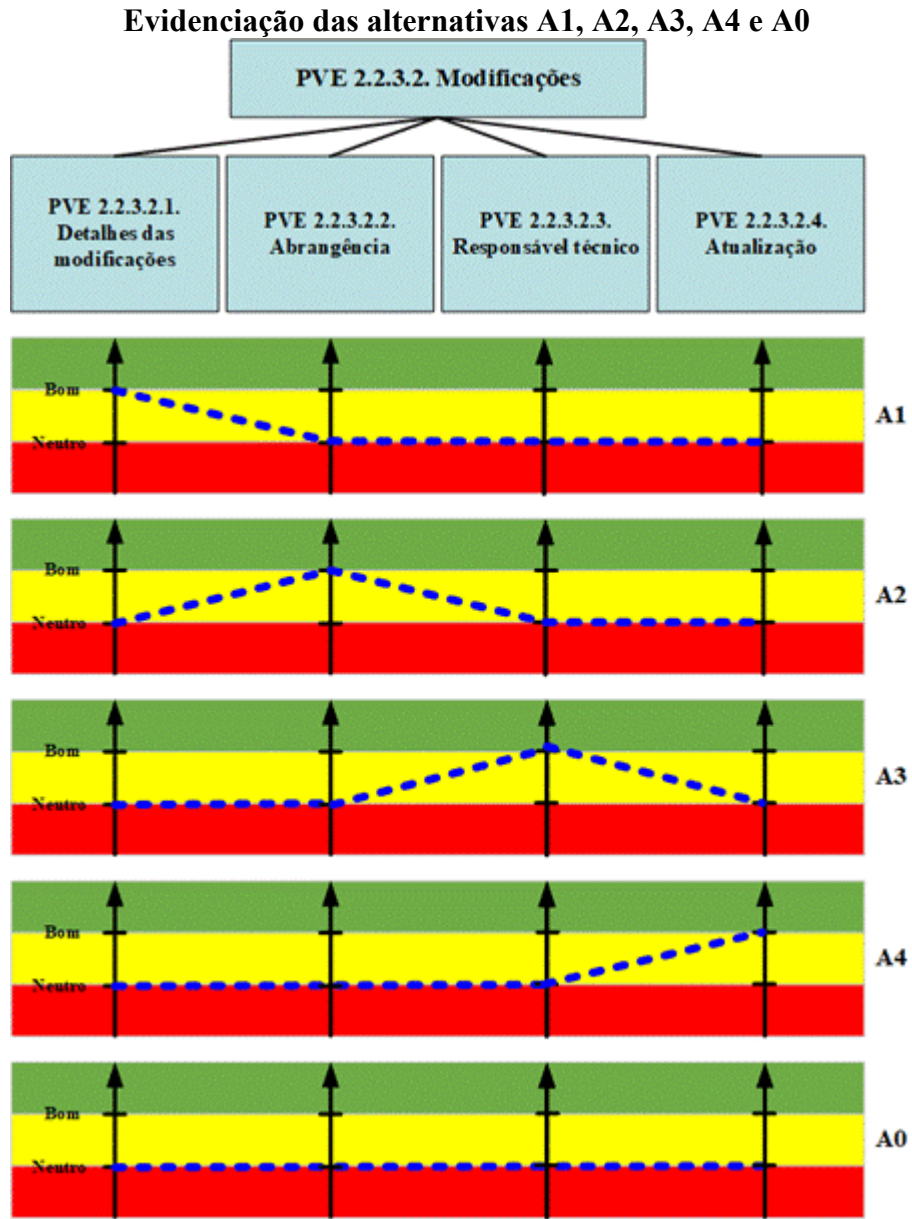 Evidenciação das alternativas A1, A2, A3, A4 e A0
PVE 2.2.3.2. Modificações
PVE 2.2.3.2.1.
Detalhes das
modificações
PVE 2.2.3.2.2.
Abrangência
PVE 2.2.3.2.3.
Responsável técnico
PVE 2.2.3.2.4.
Atualização
Bom
Neutro
A1
Bom
Neutro
A2
Bom
Neutro
A3
Bom
Neutro
A4
Bom
Neutro
A0